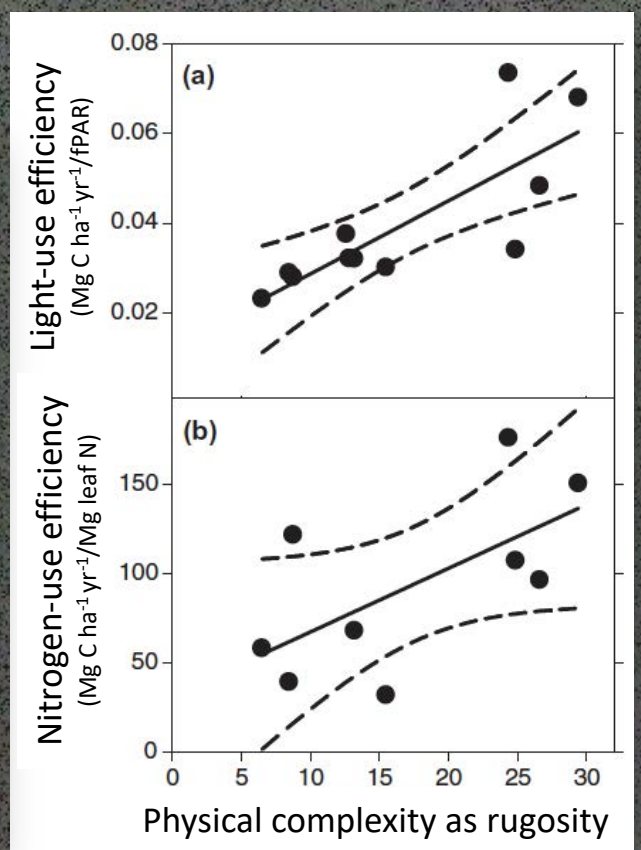 (a)
Light-use efficiency
(Mg C ha⁻¹ yr⁻¹/fPAR)
0.08
0.06
0.04
0.02
(b)
Nitrogen-use efficiency
(Mg C ha⁻¹ yr⁻¹/Mg leaf N)
150
100
50
0
0 5 10 15 20 25 30
Physical complexity as rugosity